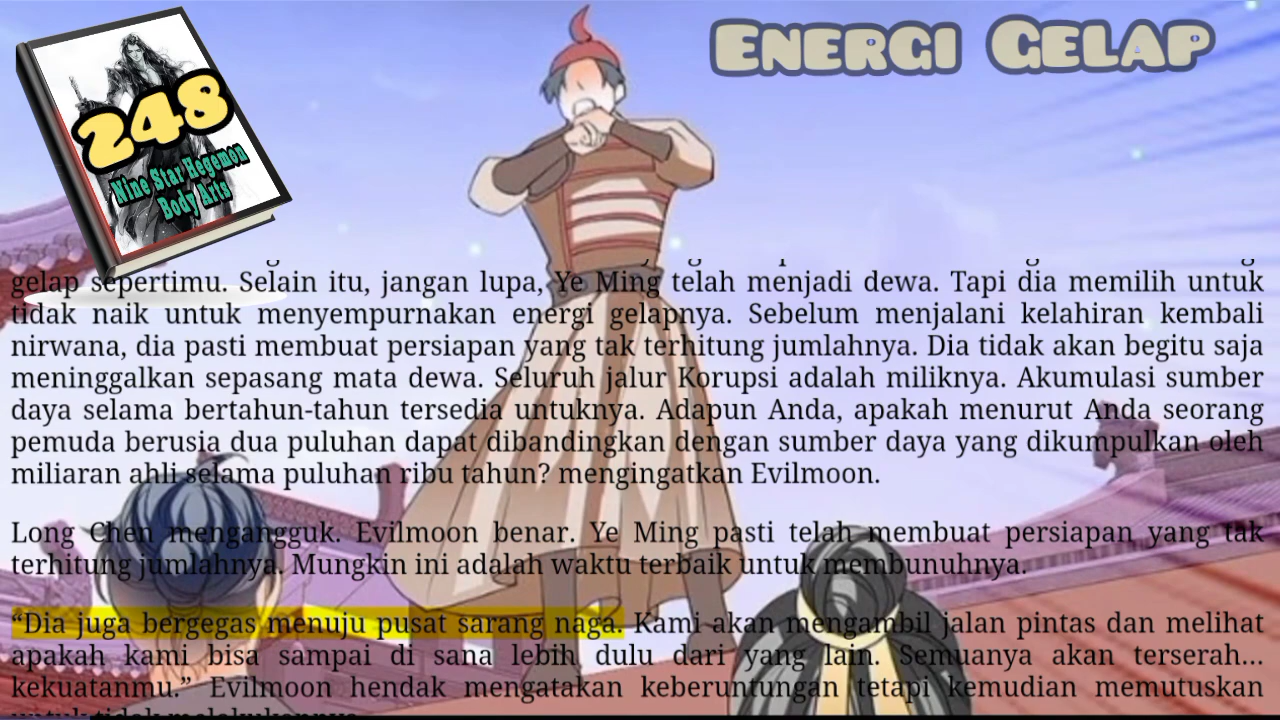 ENERGI GELAP
248
Nine Star Hegemon
Body Arts
gelap sepertimu. Selain itu, jangan lupa, Ye Ming telah menjadi dewa. Tapi dia memilih untuk
tidak naik untuk menyempurnakan energi gelapnya. Sebelum menjalani kelahiran kembali
nirwana, dia pasti membuat persiapan yang tak terhitung jumlahnya. Dia tidak akan begitu saja
meninggalkan sepasang mata dewa. Seluruh jalur Korupsi adalah miliknya. Akumulasi sumber
daya selama bertahun-tahun tersedia untuknya. Adapun Anda, apakah menurut Anda seorang
pemuda berusia dua puluhan dapat dibandingkan dengan sumber daya yang dikumpulkan oleh
miliaran ahli selama puluhan ribu tahun? mengingatkan Evilmoon.
Long Chen mengangguk. Evilmoon benar. Ye Ming pasti telah membuat persiapan yang tak
terhitung jumlahnya. Mungkin ini adalah waktu terbaik untuk membunuhnya.
“Dia juga bergegas menuju pusat sarang naga. Kami akan mengambil jalan pintas dan melihat
apakah kami bisa sampai di sana lebih dulu dari yang lain. Semuanya akan terserah...
kekuatanmu.” Evilmoon hendak mengatakan keberuntungan tetapi kemudian memutuskan